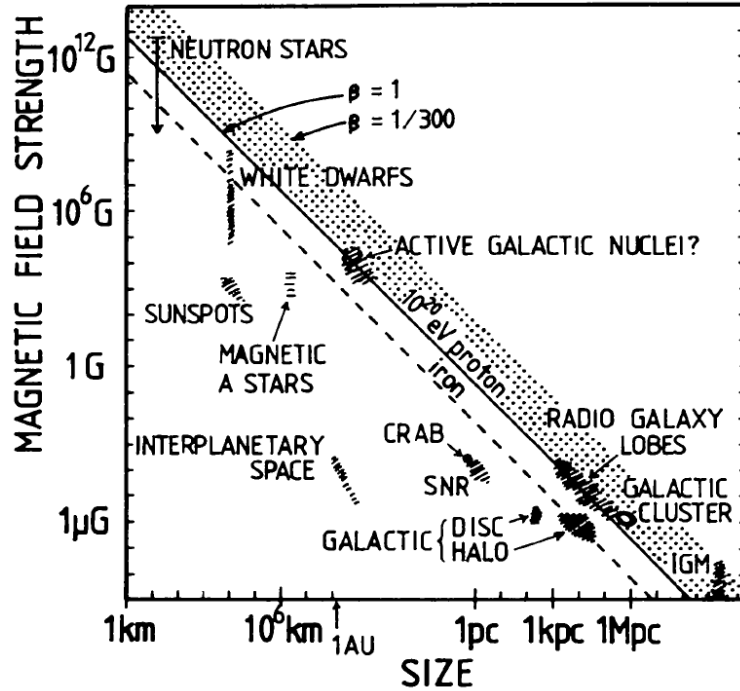 MAGNETIC FIELD STRENGTH
10¹²G
10⁶G
1G
1µG
NEUTRON STARS
β = 1
β = 1/300
WHITE DWARFS
ACTIVE GALACTIC NUCLEI?
SUNSPOTS
MAGNETIC
A STARS
10²⁰ eV proton
iron
RADIO GALAXY
LOBES
CRAB
INTERPLANETARY
SPACE
SNR
GALACTIC
CLUSTER
GALACTIC { DISC
HALO
IGM
1km
10⁶km
1AU
1pc
1kpc
1Mpc
SIZE